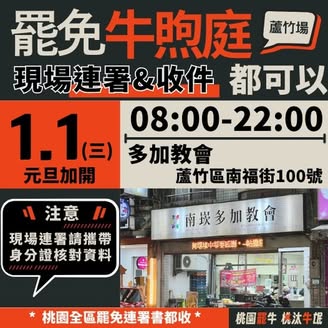 罷免牛煦庭
蘆竹場
現場連署&收件 都可以
1.1(三)
元旦加開
08:00-22:00
多加教會
蘆竹區南福街100號
注意
現場連署請攜帶
身分證核對資料
南崁多加教會
* 桃園全區罷免連署書都收 *
桃園罷牛 桃汰牛煦